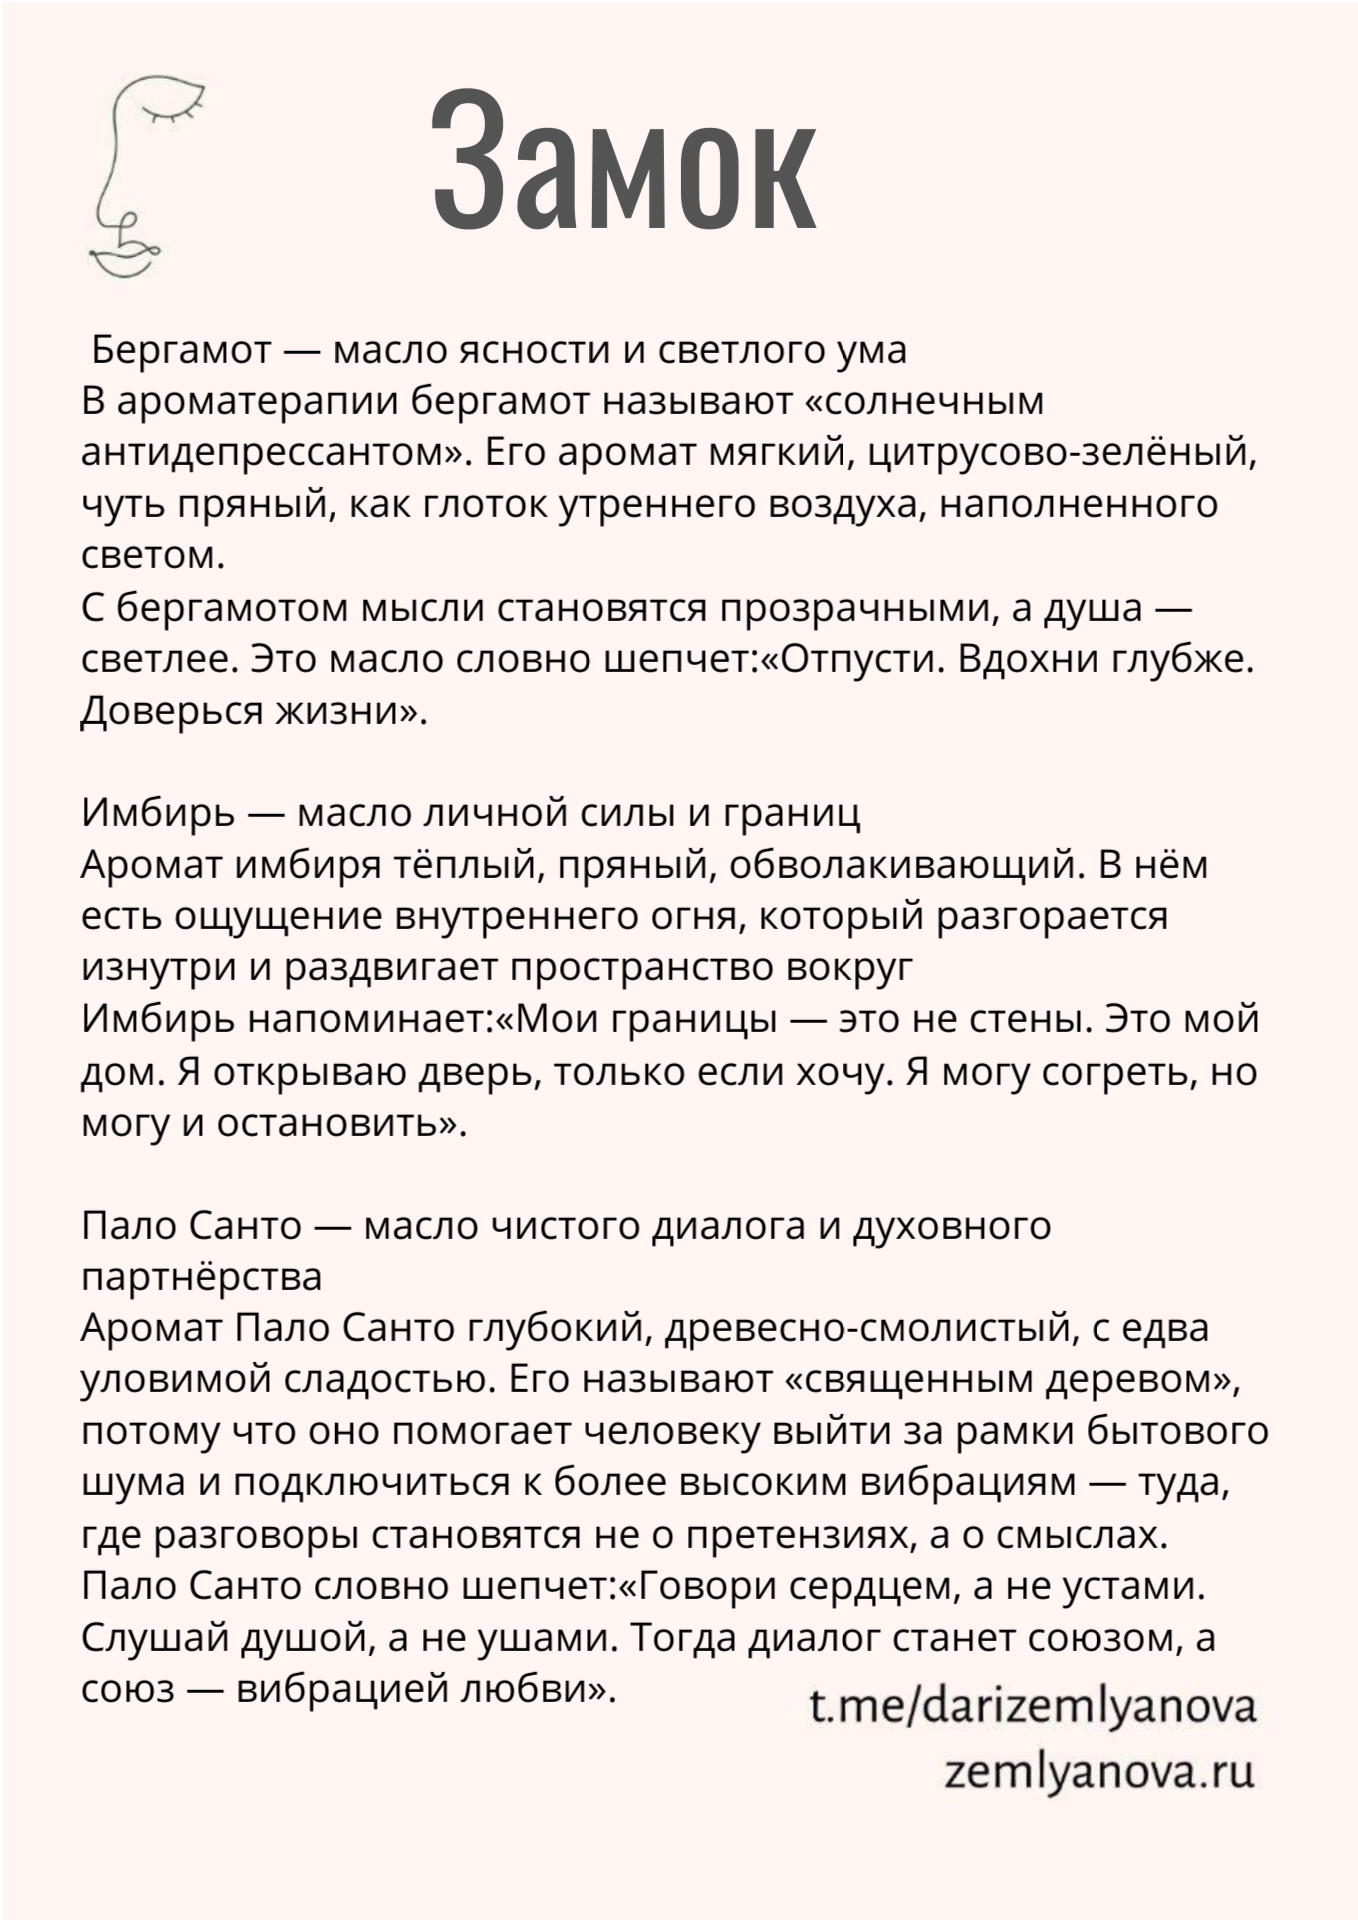 Замок
Бергамот — масло ясности и светлого ума
В ароматерапии бергамот называют «солнечным
антидепрессантом». Его аромат мягкий, цитрусово-зелёный,
чуть пряный, как глоток утреннего воздуха, наполненного
светом.
С бергамотом мысли становятся прозрачными, а душа —
светлее. Это масло словно шепчет:«Отпусти. Вдохни глубже.
Доверься жизни».
Имбирь — масло личной силы и границ
Аромат имбиря тёплый, пряный, обволакивающий. В нём
есть ощущение внутреннего огня, который разгорается
изнутри и раздвигает пространство вокруг
Имбирь напоминает:«Мои границы — это не стены. Это мой
дом. Я открываю дверь, только если хочу. Я могу согреть, но
могу и остановить».
Пало Санто — масло чистого диалога и духовного
партнёрства
Аромат Пало Санто глубокий, древесно-смолистый, с едва
уловимой сладостью. Его называют «священным деревом»,
потому что оно помогает человеку выйти за рамки бытового
шума и подключиться к более высоким вибрациям — туда,
где разговоры становятся не о претензиях, а о смыслах.
Пало Санто словно шепчет:«Говори сердцем, а не устами.
Слушай душой, а не ушами. Тогда диалог станет союзом, а
союз — вибрацией любви».
t.me/darizemlyanova
zemlyanova.ru